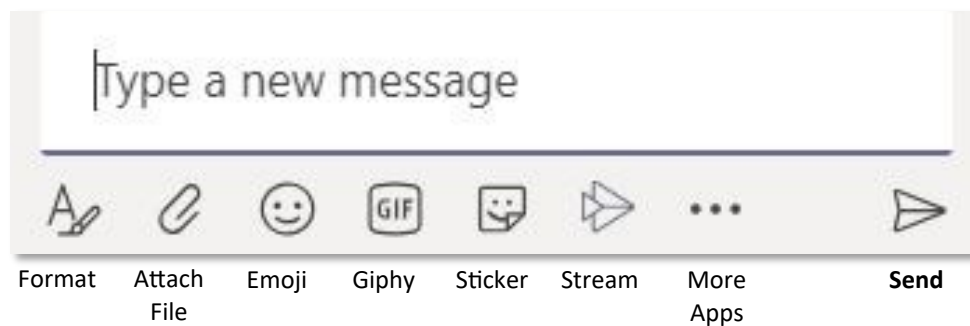 Type a new message
GIF
Format Attach Emoji Giphy Sticker Stream More Send
File Apps